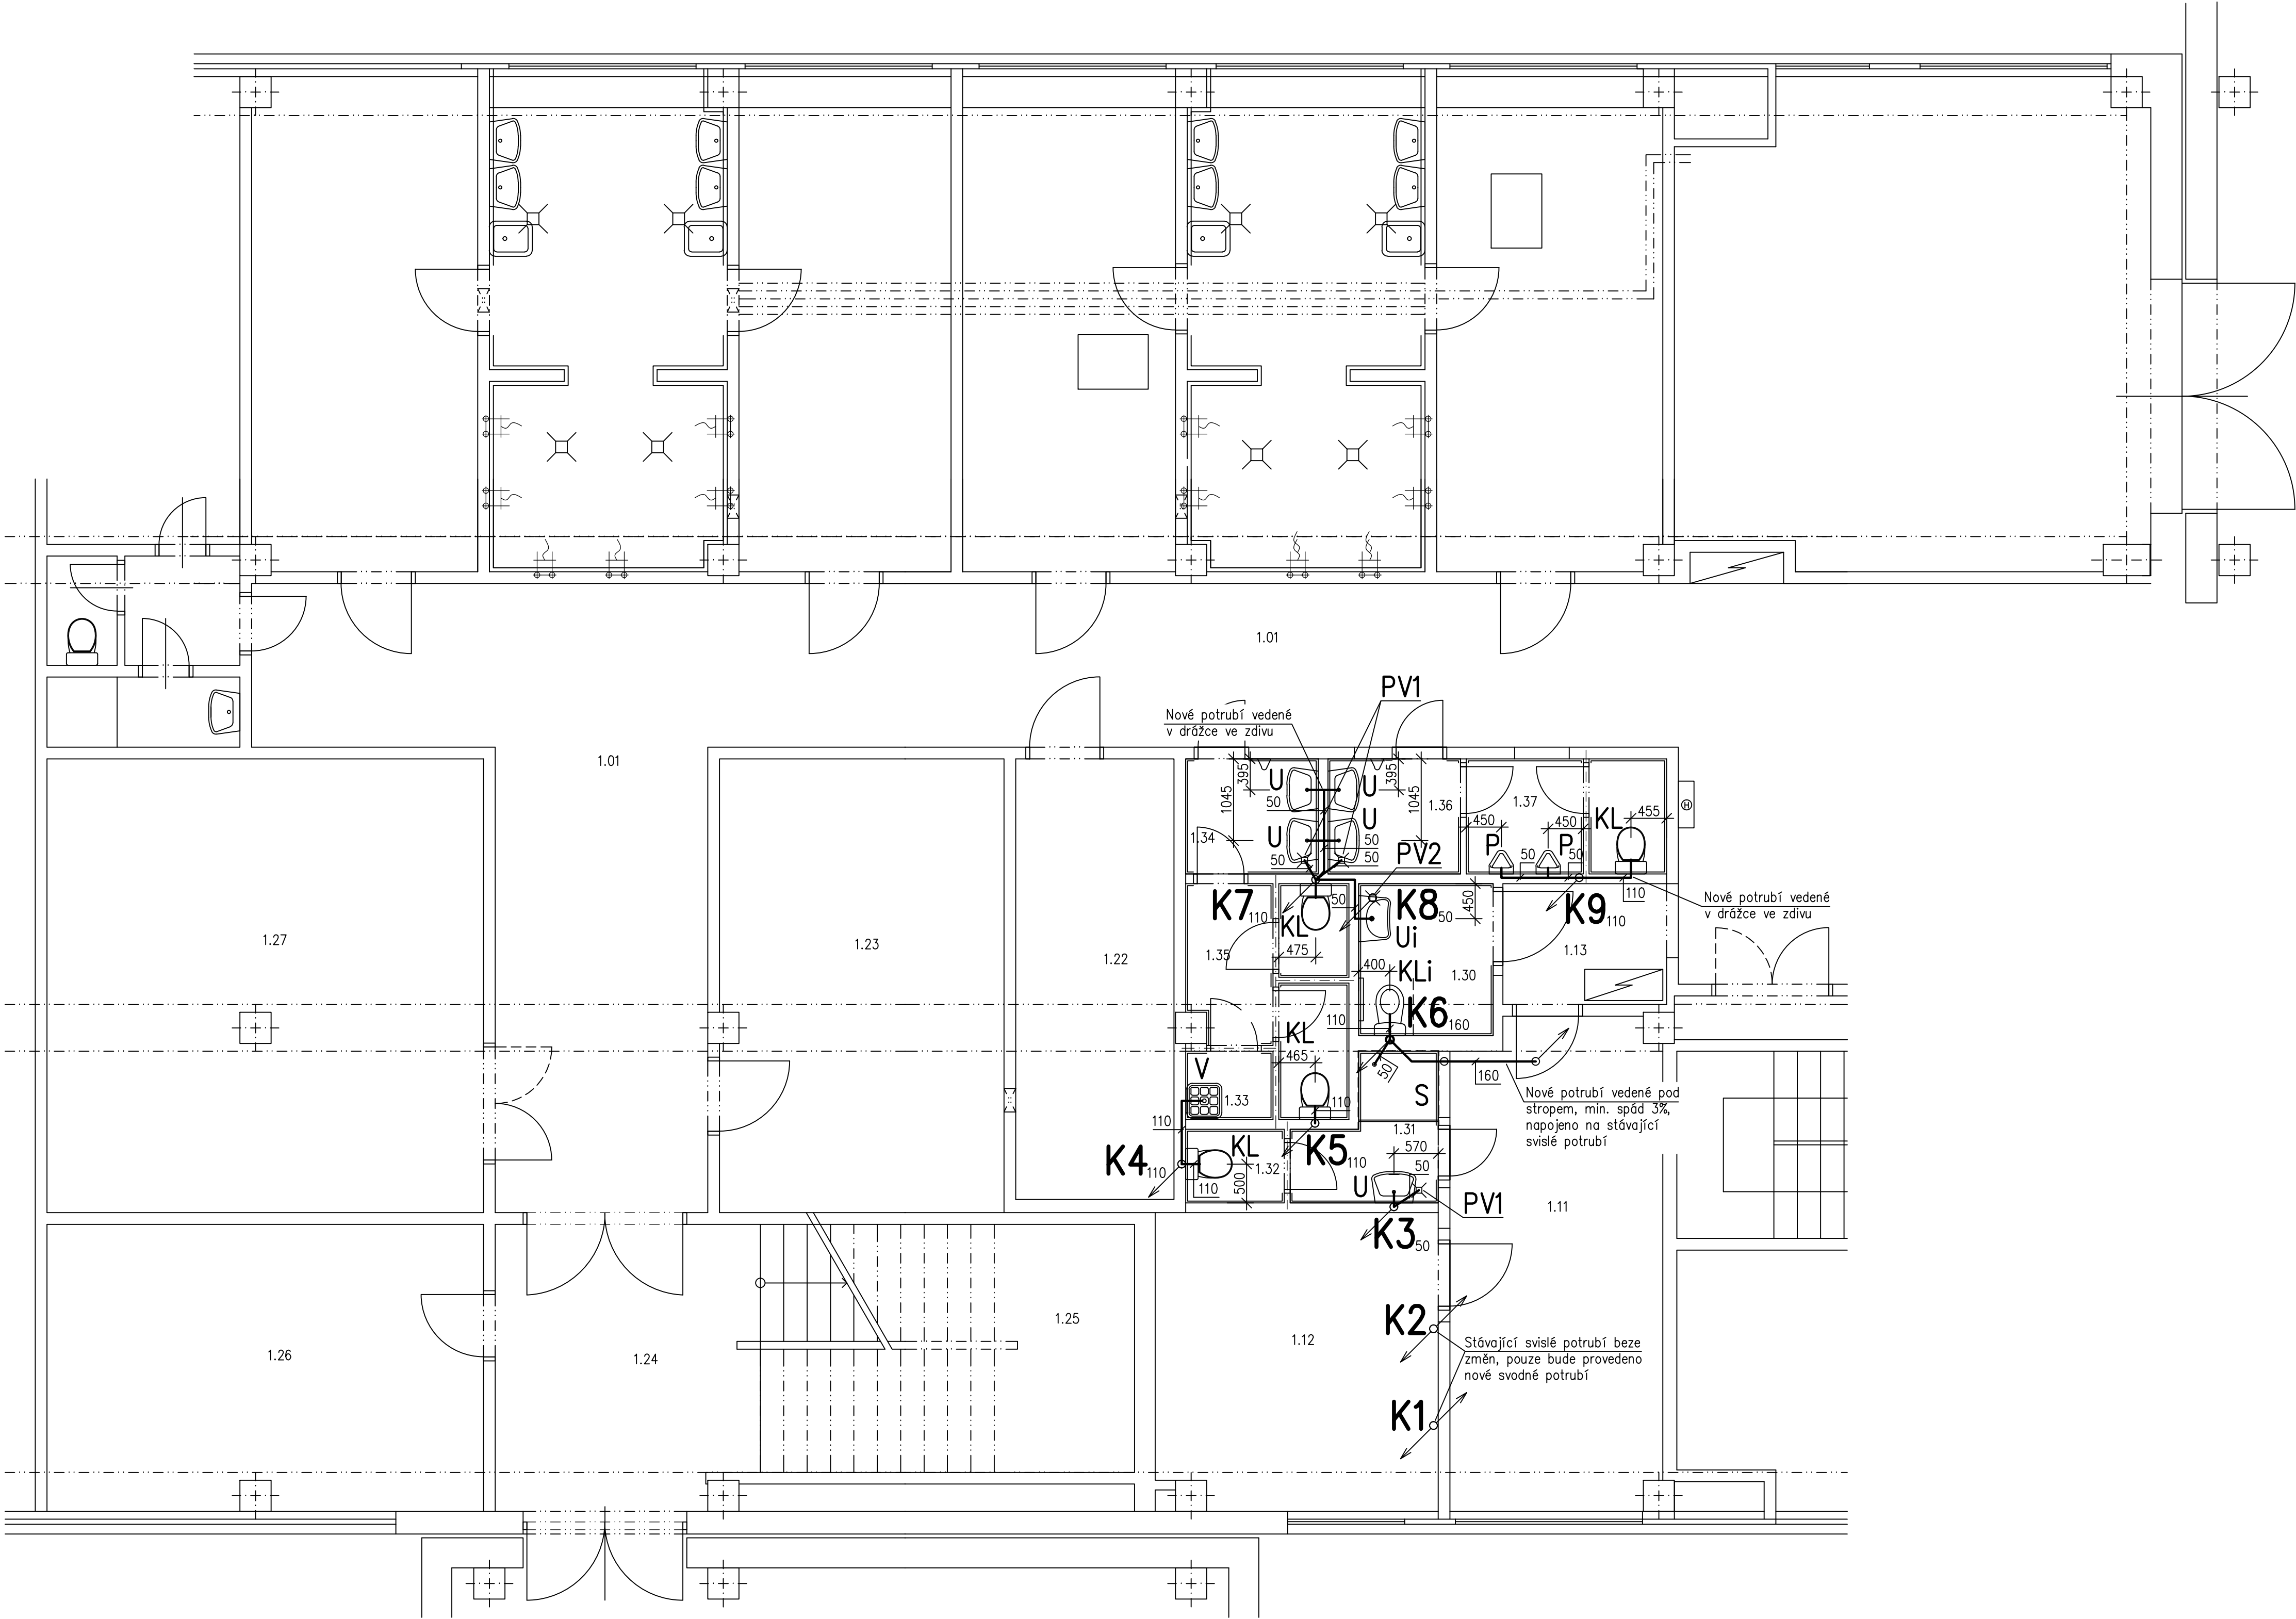 1.01
PV1
Nové potrubí vedené
v drážce ve zdivu
1.01
395
U
50
1045
U
1.34
50
395
U
1045
1.36
U
50
50
PV2
1.37
450
450
P
50
P
50
KL
455
H
110
K9
110
Nové potrubí vedené
v drážce ve zdivu
1.27
1.23
1.22
K7
110
KL
475
1.35
50
K8
50
Ui
450
1.13
400
KLi
1.30
K6
160
110
KL
465
V
1.33
110
50
S
160
Nové potrubí vedené pod
stropem, min. spád 3%,
napojeno na stávající
svislé potrubí
110
K4
110
KL
1.32
110
500
K5
110
1.31
570
50
U
PV1
K3
50
1.11
K2
1.25
1.12
Stávající svislé potrubí beze
změn, pouze bude provedeno
nové svodné potrubí
1.26
1.24
K1